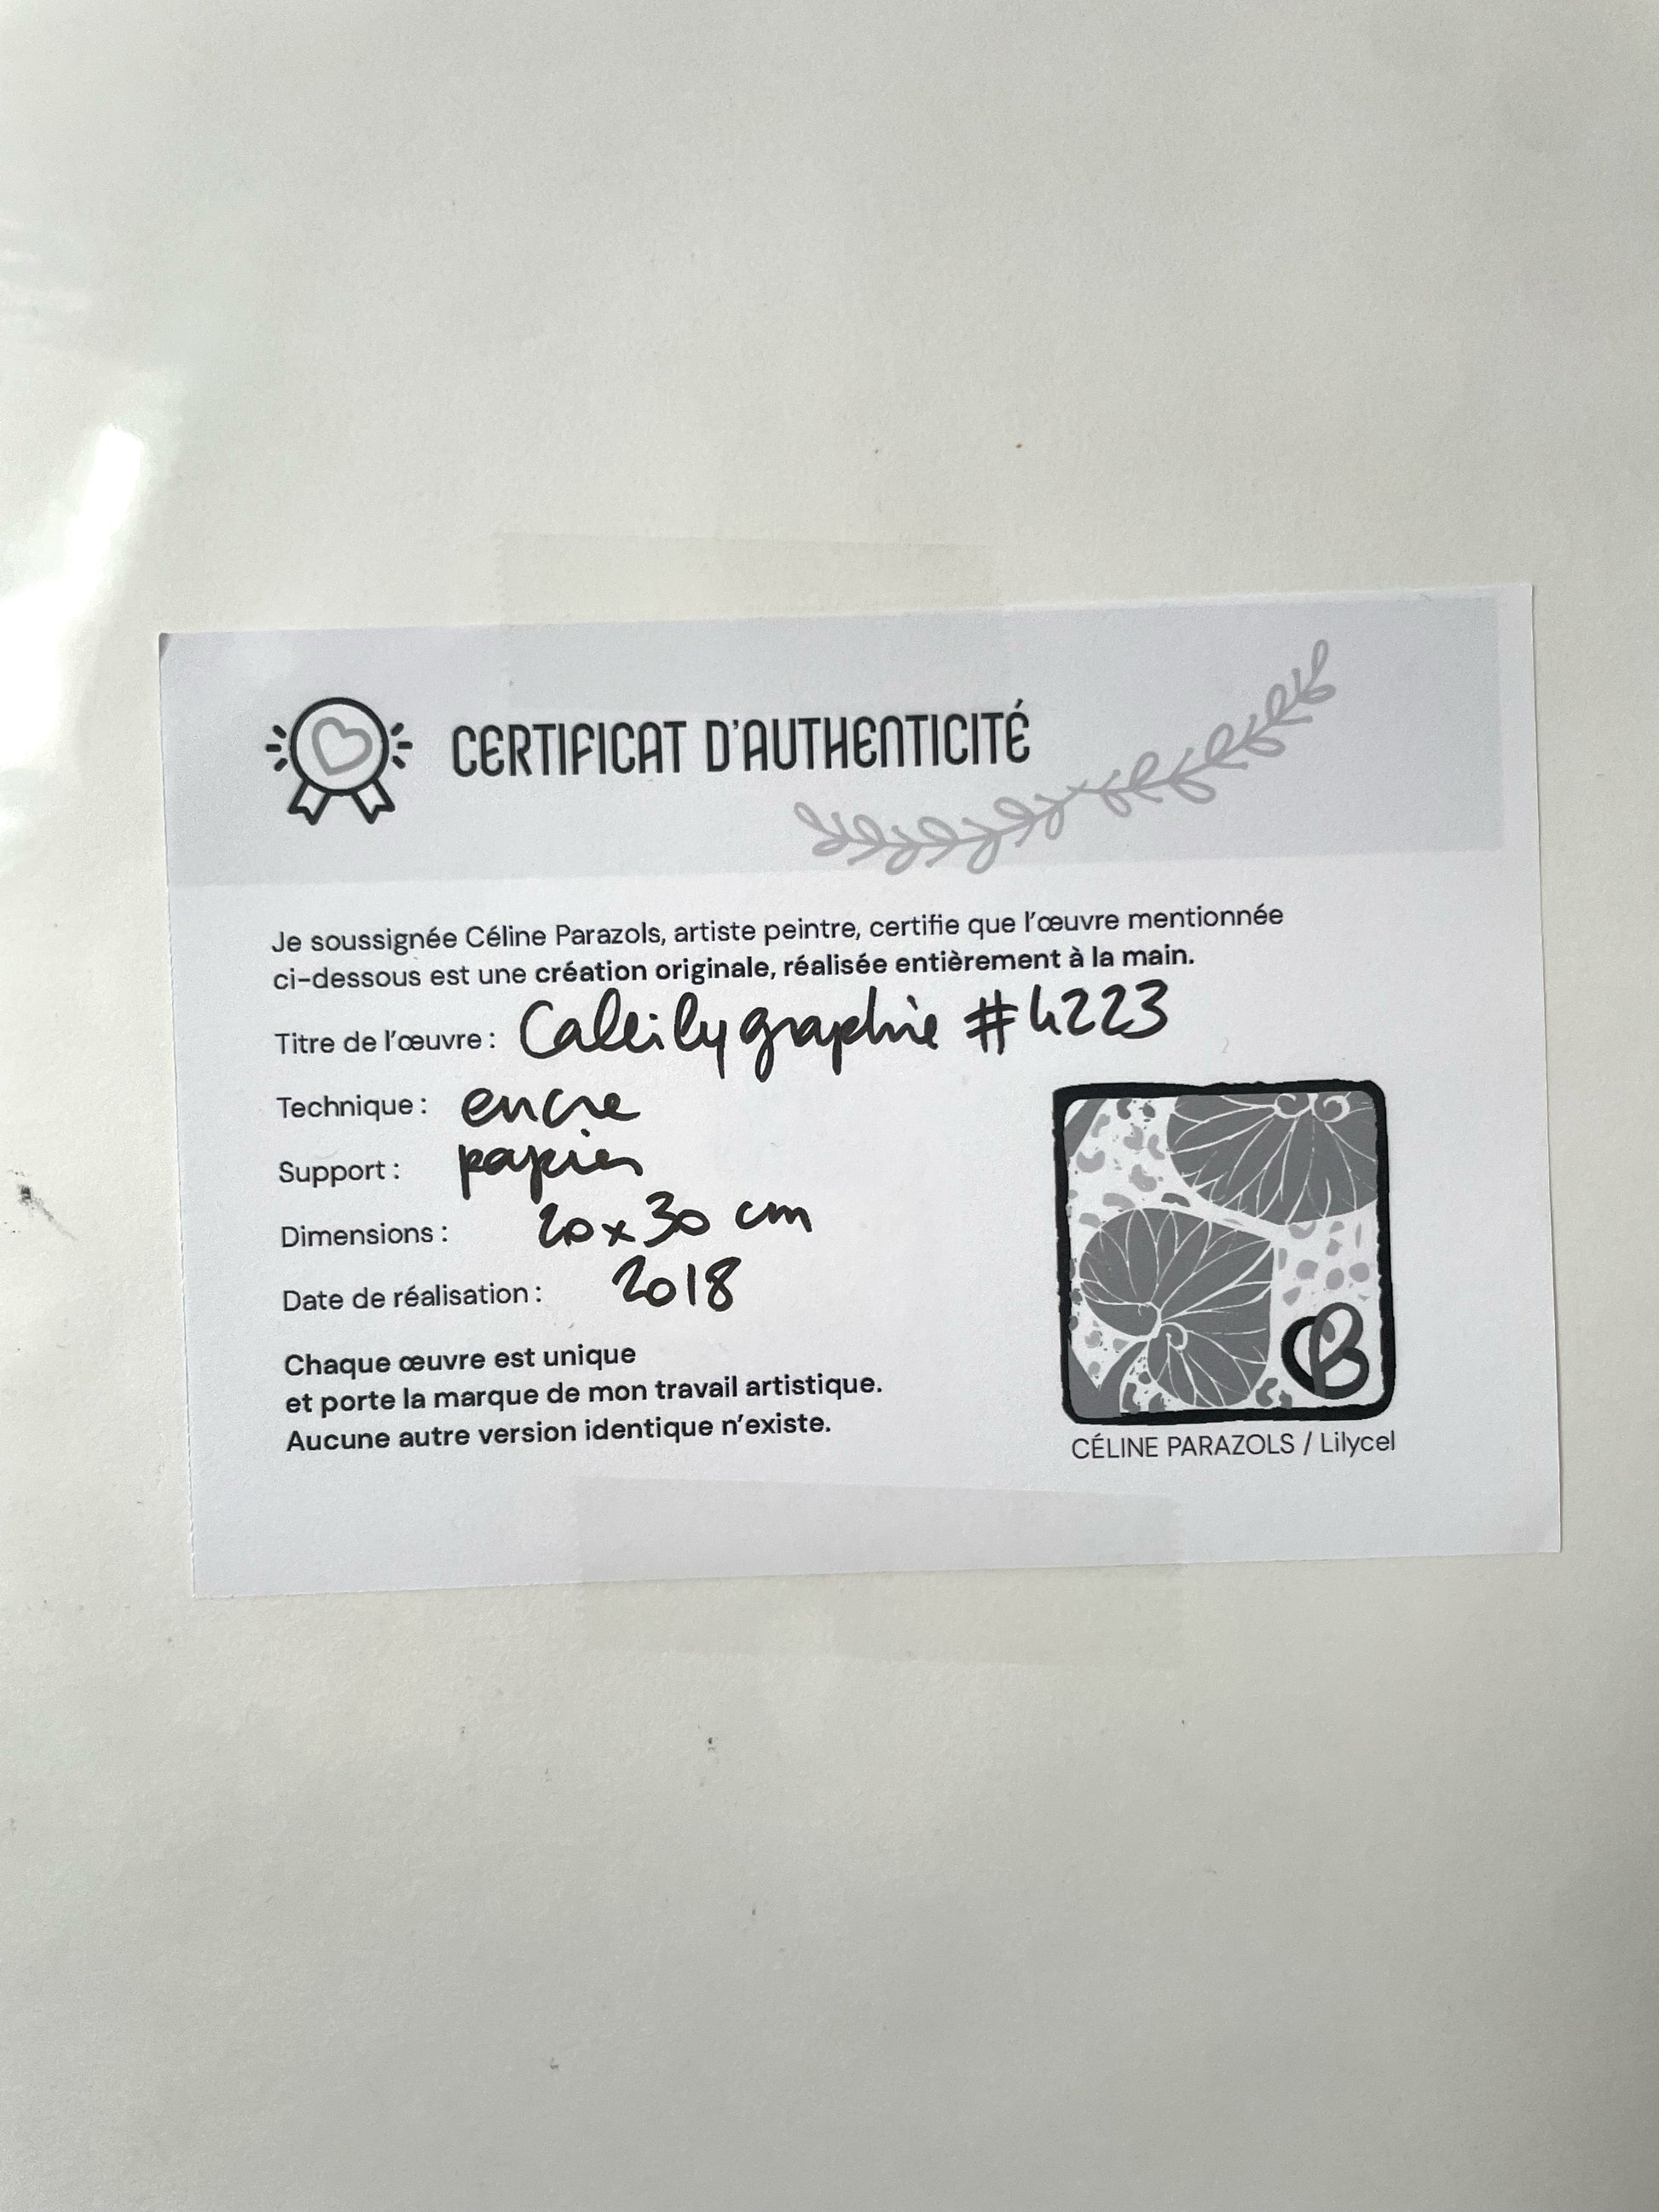 CERTIFICAT D'AUTHENTICITÉ
Je soussignée Céline Parazols, artiste peintre, certifie que l'œuvre mentionnée
ci-dessous est une création originale, réalisée entièrement à la main.
Titre de l'œuvre : Calligraphie #4223
Technique : encre
Support : papier
Dimensions : 20x30 cm
Date de réalisation : 2018
Chaque œuvre est unique
et porte la marque de mon travail artistique.
Aucune autre version identique n'existe.
CÉLINE PARAZOLS / Lilycel